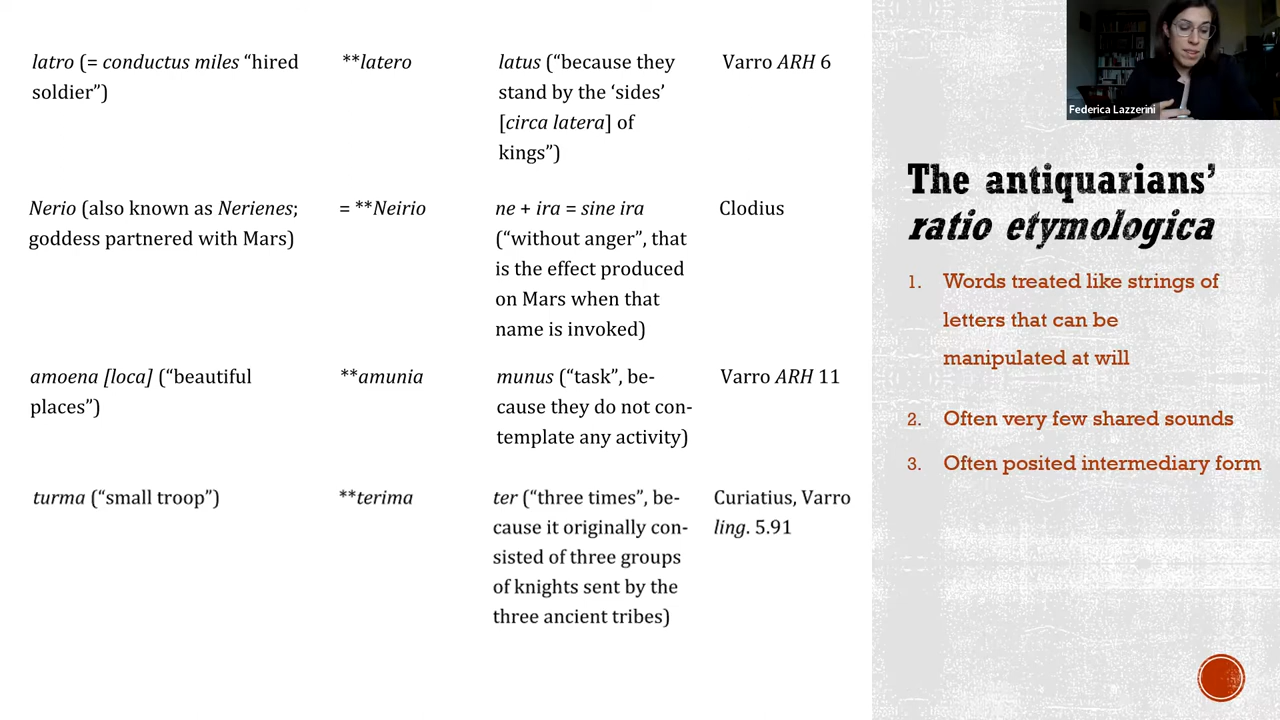 latro (= conductus miles “hired
soldier”)
**latero
latus (“because they
stand by the ‘sides’
[circa latera] of
kings”)
Varro ARH 6
Nerio (also known as Nerienes;
goddess partnered with Mars)
= **Neirio
ne + ira = sine ira
(“without anger”, that
is the effect produced
on Mars when that
name is invoked)
Clodius
amoena [loca] (“beautiful
places”)
**amunia
munus (“task”, be-
cause they do not con-
template any activity)
Varro ARH 11
turma (“small troop”)
**terima
ter (“three times”, be-
cause it originally con-
sisted of three groups
of knights sent by the
three ancient tribes)
Curiatius, Varro
ling. 5.91
Federica Lazzerini
The antiquarians’
ratio etymologica
1. Words treated like strings of
letters that can be
manipulated at will
2. Often very few shared sounds
3. Often posited intermediary form